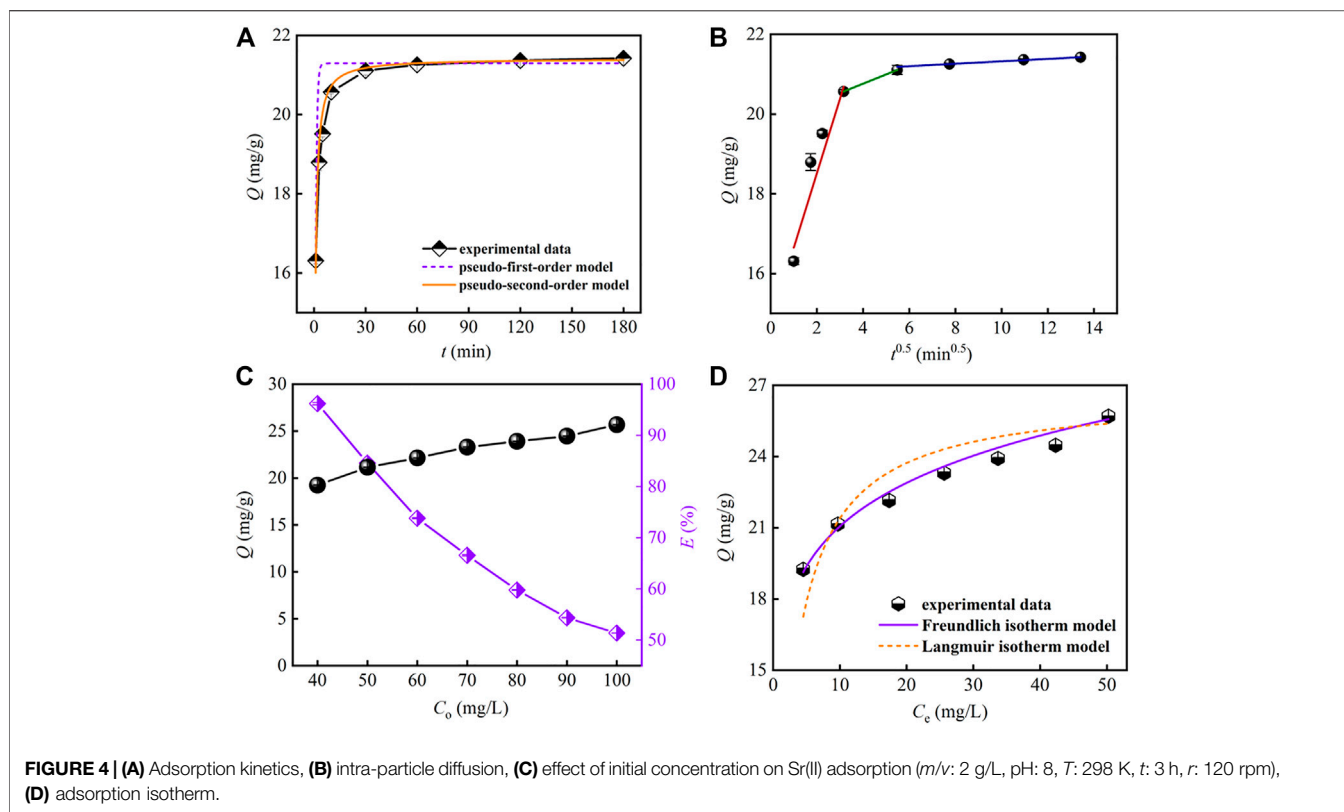 A
22
20
18
16
Q (mg/g)
experimental data
pseudo-first-order model
pseudo-second-order model
0 30 60 90 120 150 180
t (min)
B
22
20
18
16
Q (mg/g)
0 2 4 6 8 10 12 14
t^0.5 (min^0.5)
C
30
25
20
15
10
5
0
Q (mg/g)
100
90
80
70
60
50
E (%)
40 50 60 70 80 90 100
C_o (mg/L)
D
27
24
21
18
15
Q (mg/g)
experimental data
Freundlich isotherm model
Langmuir isotherm model
0 10 20 30 40 50
C_e (mg/L)
FIGURE 4 | (A) Adsorption kinetics, (B) intra-particle diffusion, (C) effect of initial concentration on Sr(II) adsorption (m/v: 2 g/L, pH: 8, T: 298 K, t: 3 h, r: 120 rpm),
(D) adsorption isotherm.